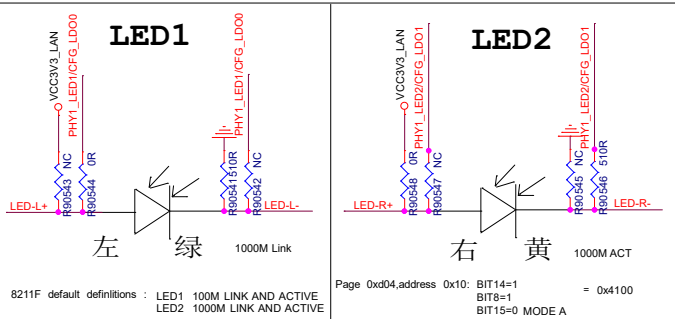 LED1
VCC3V3_LAN
PHY1_LED1/CFG_LDO0
PHY1_LED1/CFG_LDO0
R90543 NC
R90544 0R
R90541 510R
R90542 NC
LED-L+
LED-L-
左 绿
1000M Link
8211F default definlitions : LED1 100M LINK AND ACTIVE
LED2 1000M LINK AND ACTIVE
LED2
VCC3V3_LAN
PHY1_LED2/CFG_LDO1
PHY1_LED2/CFG_LDO1
R90548 0R
R90547 NC
R90545 NC
R90546 510R
LED-R+
LED-R-
右 黄
1000M ACT
Page 0xd04,address 0x10: BIT14=1 = 0x4100
BIT8=1
BIT15=0 MODE A